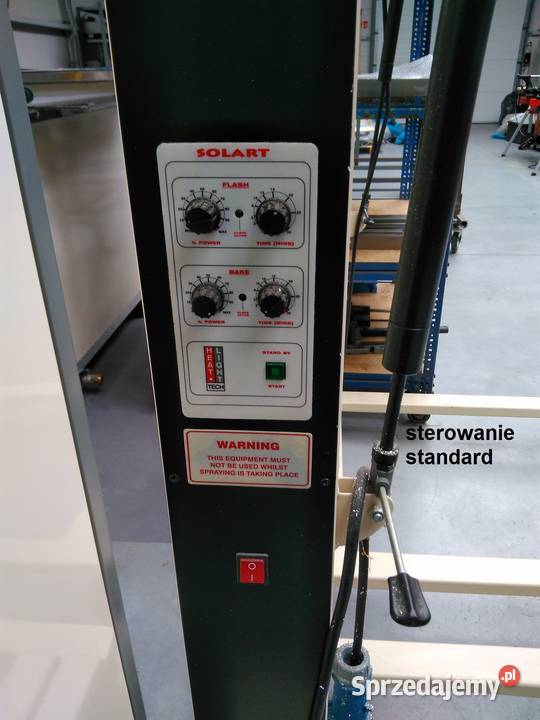 SOLART
FLASH
% POWER
TIME (MINS)
BAKE
% POWER
TIME (MINS)
HEAT LIGHT
TECH
STAND BY
START
WARNING
THIS EQUIPMENT MUST
NOT BE USED WHILST
SPRAYING IS TAKING PLACE
sterowanie
standard
Sprzedajemy.pl